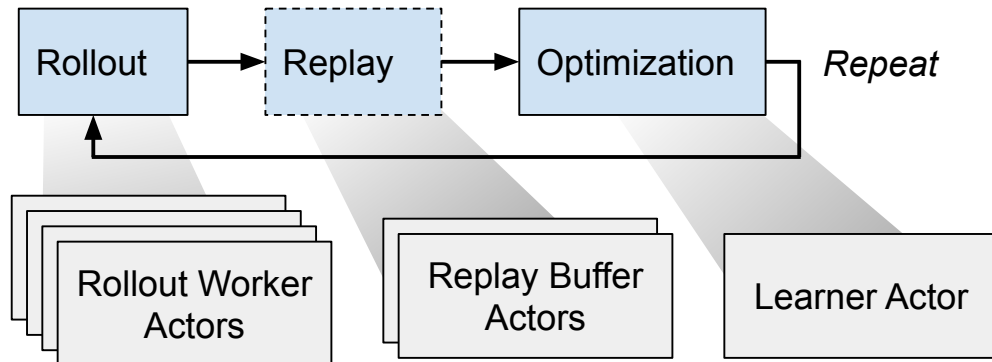 Rollout
Replay
Optimization
Repeat
Rollout Worker
Actors
Replay Buffer
Actors
Learner Actor